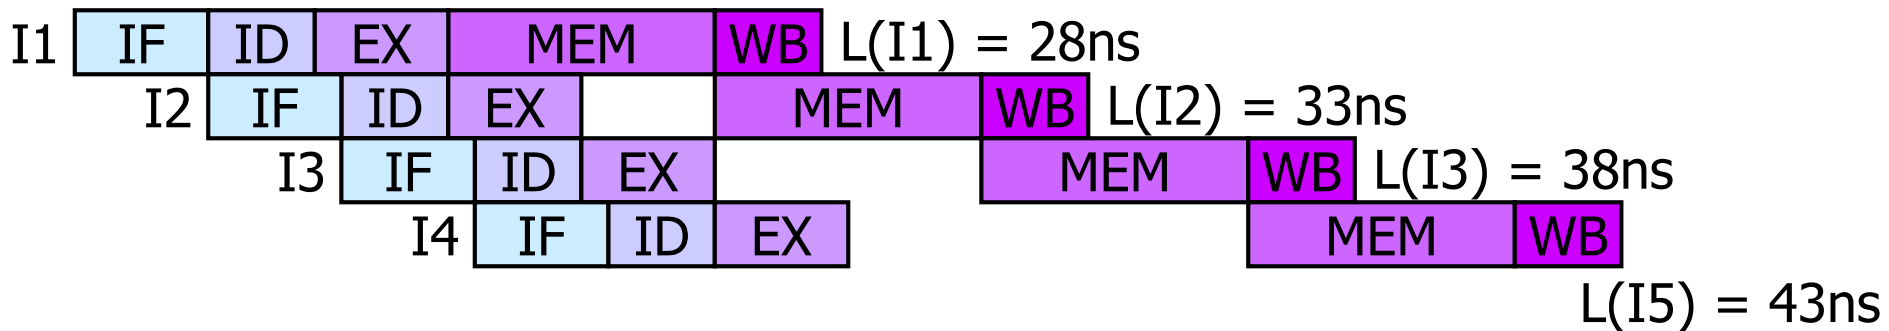 I1 IF ID EX MEM WB L(I1) = 28ns
I2 IF ID EX MEM WB L(I2) = 33ns
I3 IF ID EX MEM WB L(I3) = 38ns
I4 IF ID EX MEM WB
L(I5) = 43ns